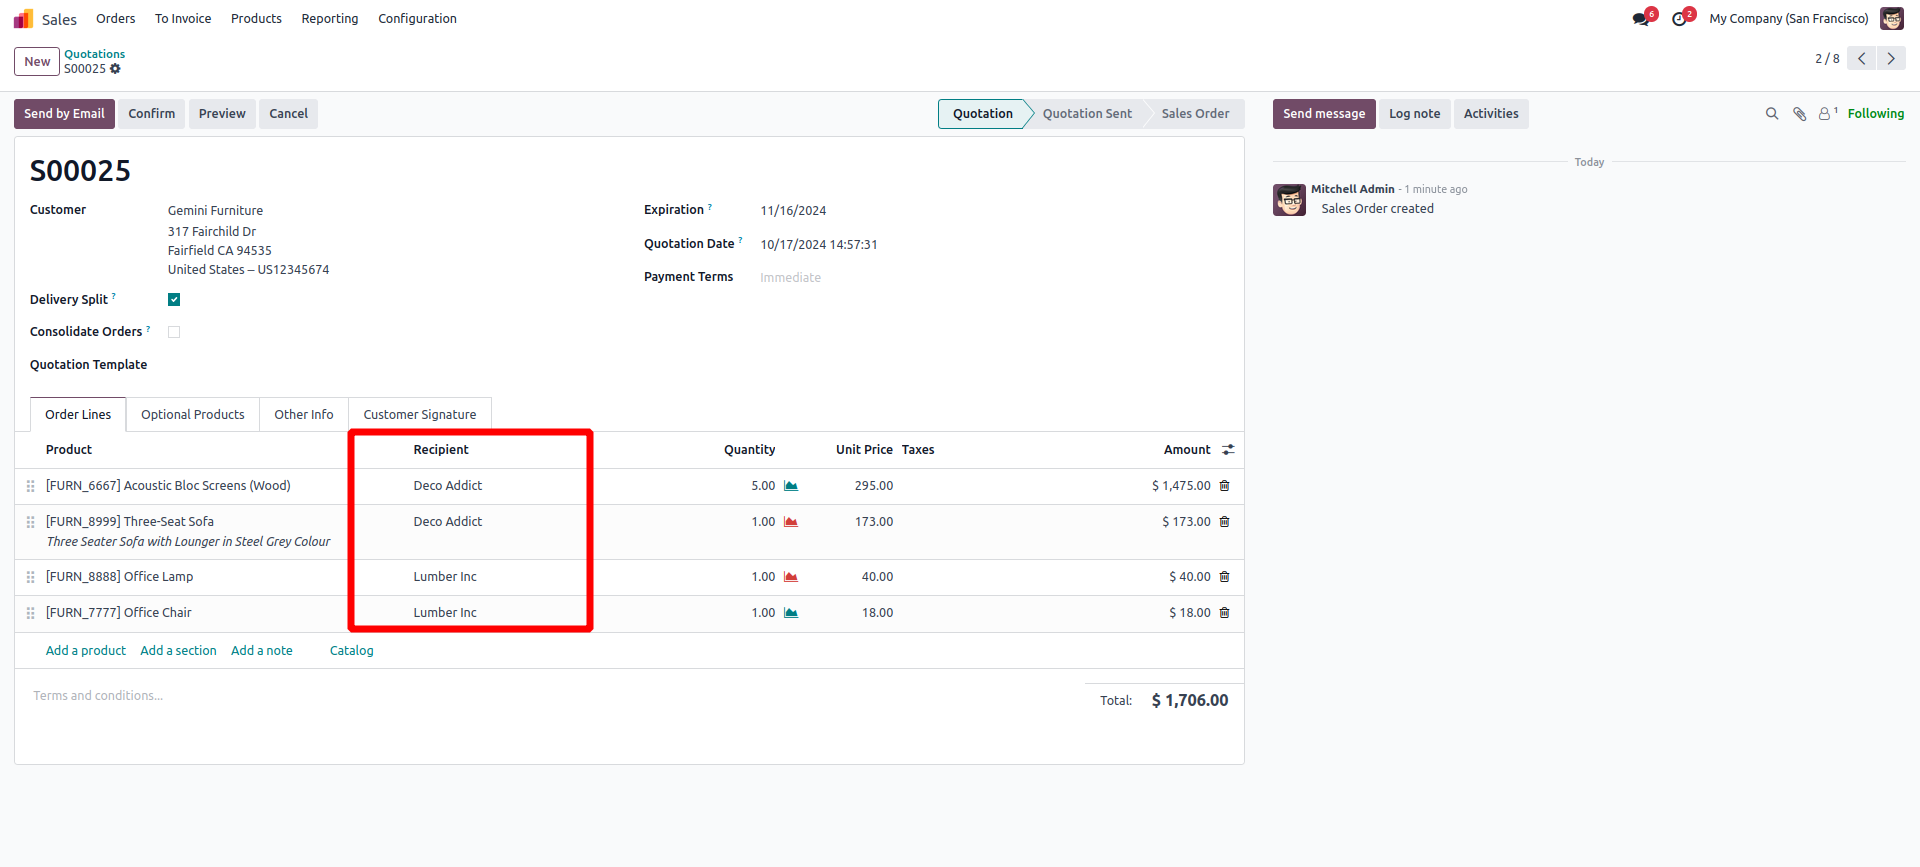 Sales Orders To Invoice Products Reporting Configuration 6 2 My Company (San Francisco)
New Quotations
S00025
2 / 8
Send by Email Confirm Preview Cancel Quotation Quotation Sent Sales Order Send message Log note Activities 1 Following
S00025
Today
Customer Gemini Furniture
317 Fairchild Dr
Fairfield CA 94535
United States – US12345674
Expiration ? 11/16/2024
Quotation Date ? 10/17/2024 14:57:31
Payment Terms Immediate
Mitchell Admin - 1 minute ago
Sales Order created
Delivery Split ?
Consolidate Orders ?
Quotation Template
Order Lines Optional Products Other Info Customer Signature
Product Recipient Quantity Unit Price Taxes Amount
[FURN_6667] Acoustic Bloc Screens (Wood) Deco Addict 5.00 295.00 $ 1,475.00
[FURN_8999] Three-Seat Sofa Deco Addict 1.00 173.00 $ 173.00
Three Seater Sofa with Lounger in Steel Grey Colour
[FURN_8888] Office Lamp Lumber Inc 1.00 40.00 $ 40.00
[FURN_7777] Office Chair Lumber Inc 1.00 18.00 $ 18.00
Add a product Add a section Add a note Catalog
Terms and conditions...
Total: $ 1,706.00